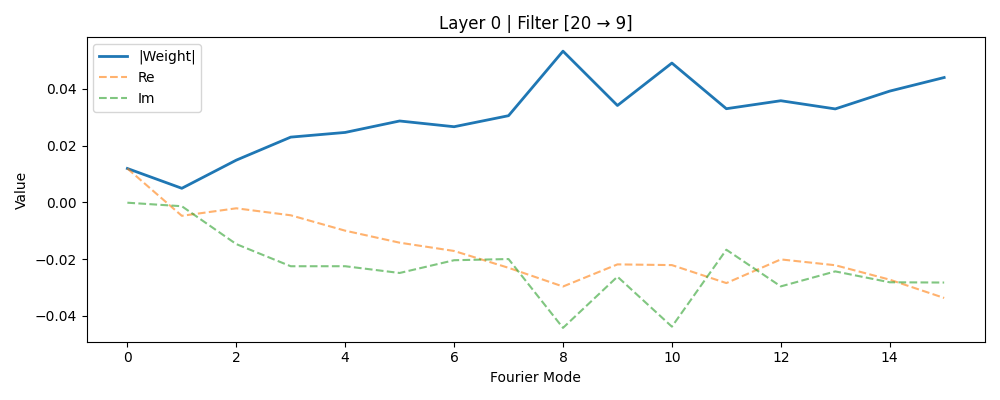 Layer 0 | Filter [20 → 9]
|Weight|
Re
Im
Value
0.04
0.02
0.00
−0.02
−0.04
0 2 4 6 8 10 12 14
Fourier Mode